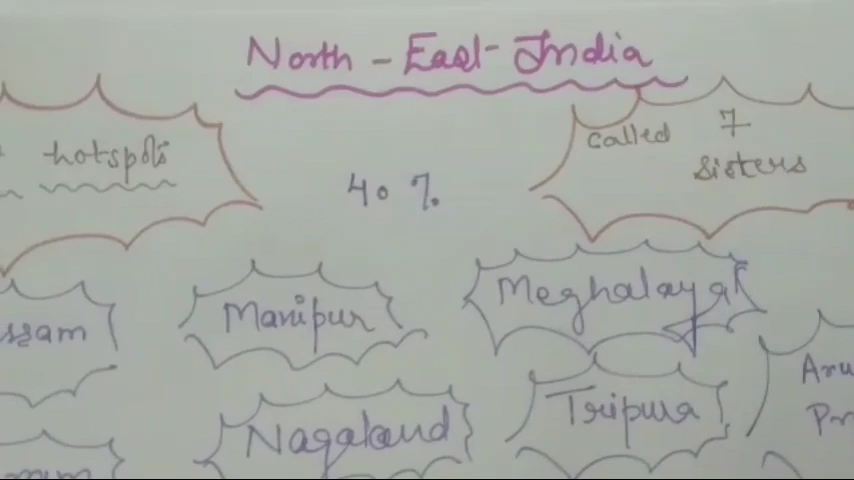 North - East - India
hotspots
called 7
sisters
40 %
Manipur
Meghalaya
ssam
Aru
Pr
Nagaland
Tripura